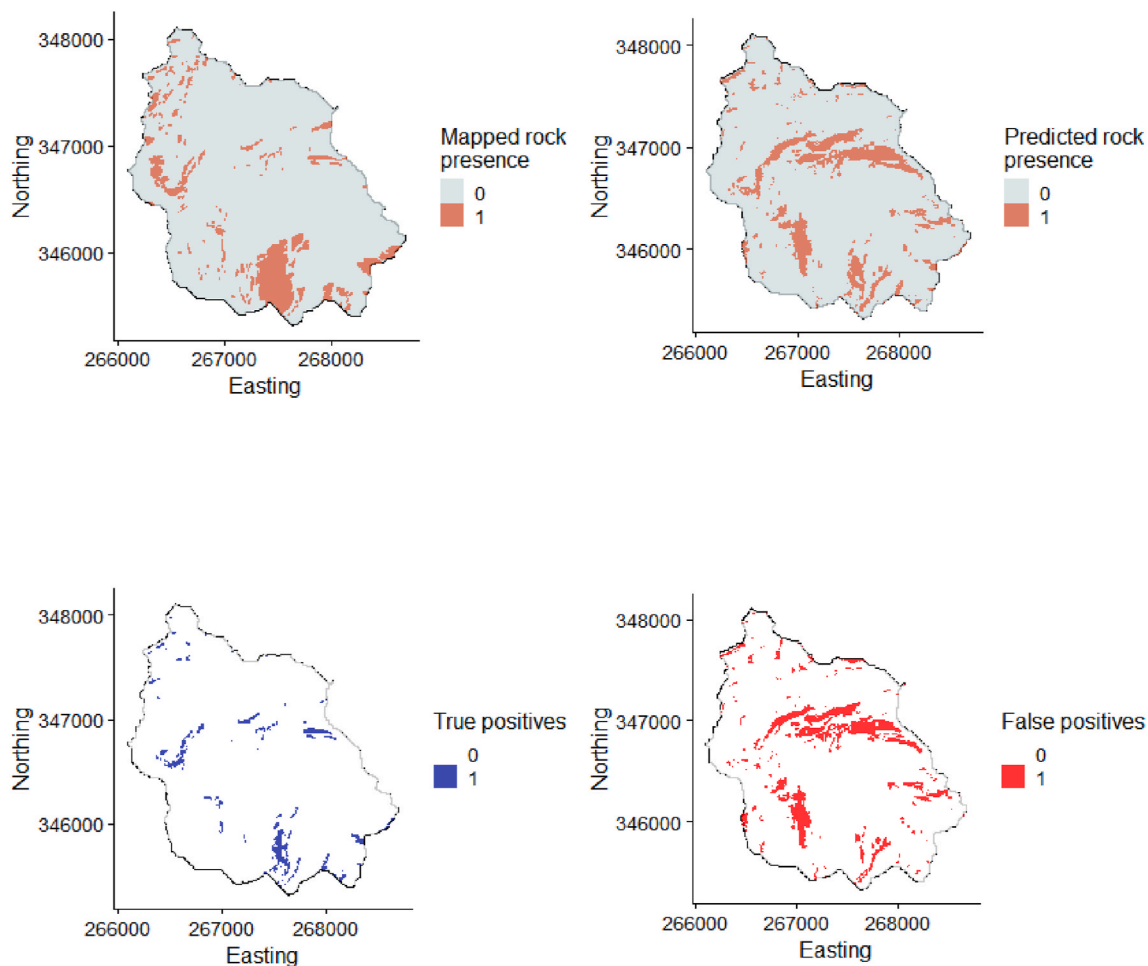 348000
347000
346000
Northing
266000 267000 268000
Easting
Mapped rock
presence
0
1
348000
347000
346000
Northing
266000 267000 268000
Easting
Predicted rock
presence
0
1
348000
347000
346000
Northing
266000 267000 268000
Easting
True positives
0
1
348000
347000
346000
Northing
266000 267000 268000
Easting
False positives
0
1